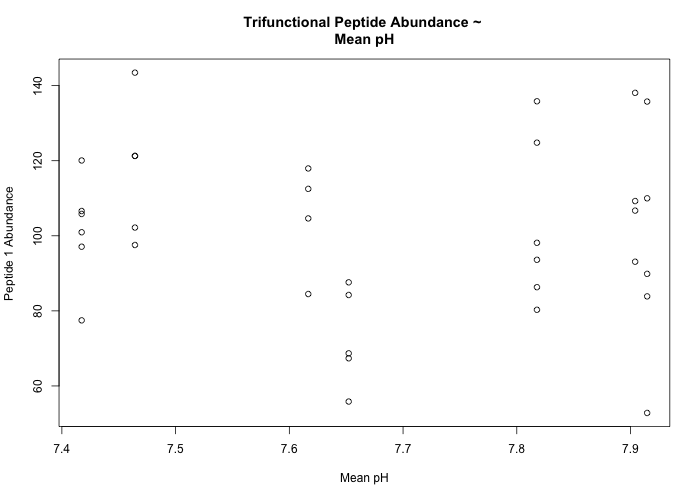 Trifunctional Peptide Abundance ~
Mean pH
Peptide 1 Abundance
140
120
100
80
60
7.4 7.5 7.6 7.7 7.8 7.9
Mean pH